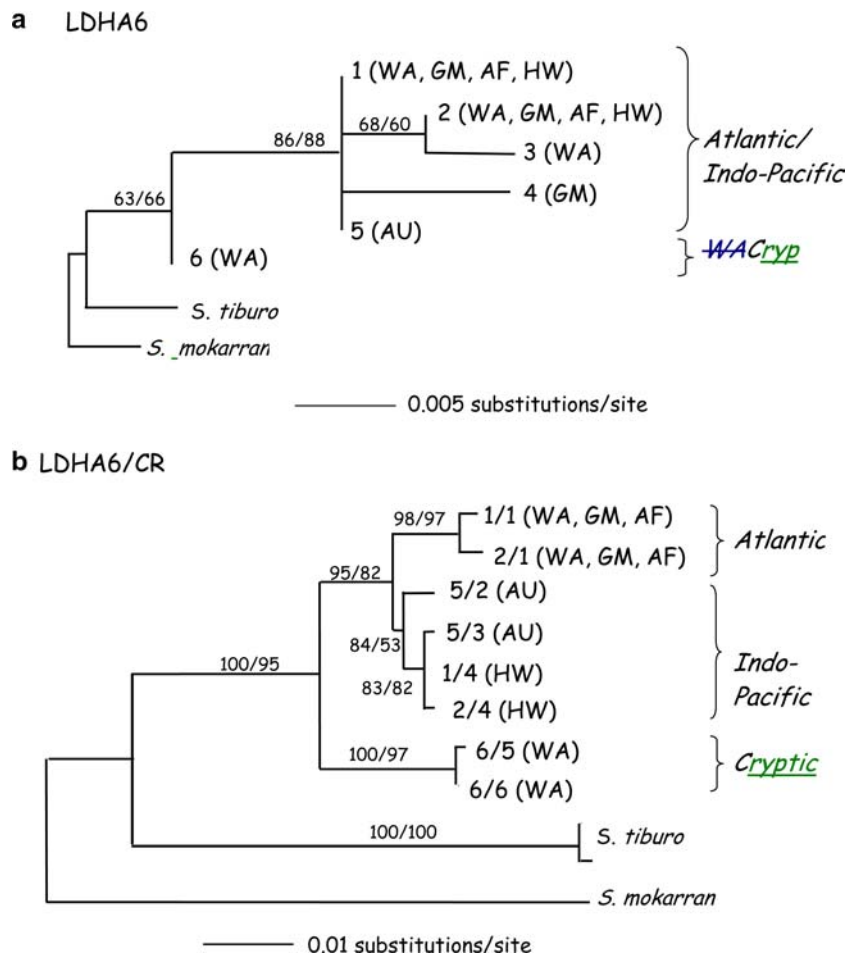 a LDHA6
1 (WA, GM, AF, HW)
68/60
2 (WA, GM, AF, HW)
86/88
3 (WA)
Atlantic/
Indo-Pacific
4 (GM)
63/66
5 (AU)
6 (WA)
WACryp
S. tiburo
S. mokarran
0.005 substitutions/site
b LDHA6/CR
98/97
1/1 (WA, GM, AF)
2/1 (WA, GM, AF)
Atlantic
95/82
5/2 (AU)
5/3 (AU)
84/53
1/4 (HW)
Indo-
Pacific
100/95
83/82
2/4 (HW)
6/5 (WA)
100/97
Cryptic
6/6 (WA)
100/100
S. tiburo
S. mokarran
0.01 substitutions/site